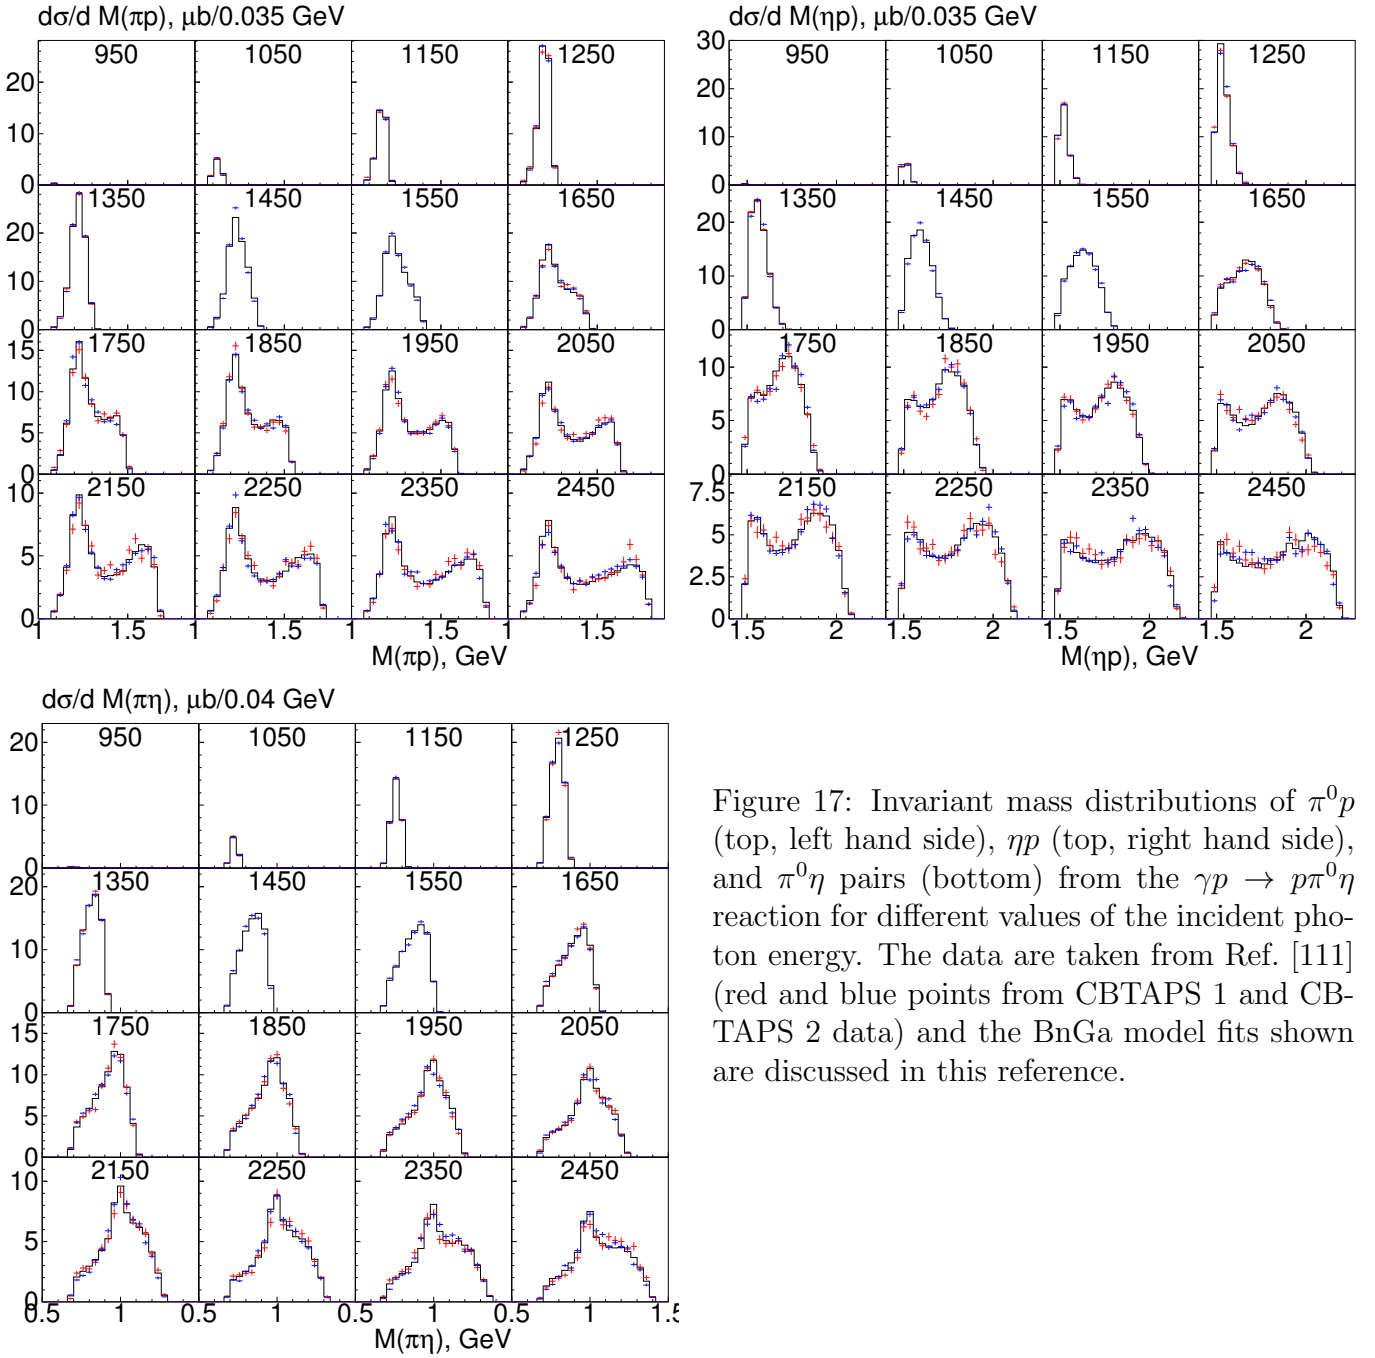 dσ/d M(πp), μb/0.035 GeV
950 1050 1150 1250
20
10
0
1350 1450 1550 1650
20
10
0
1750 1850 1950 2050
15
10
5
0
2150 2250 2350 2450
10
5
0
1 1.5 1 1.5 1 1.5 1 1.5
M(πp), GeV
dσ/d M(ηp), μb/0.035 GeV
30
950 1050 1150 1250
20
10
0
1350 1450 1550 1650
20
10
0
1750 1850 1950 2050
10
5
0
2150 2250 2350 2450
7.5
5
2.5
0
1.5 2 1.5 2 1.5 2 1.5 2
M(ηp), GeV
dσ/d M(πη), μb/0.04 GeV
950 1050 1150 1250
20
10
0
1350 1450 1550 1650
20
10
0
1750 1850 1950 2050
15
10
5
0
2150 2250 2350 2450
10
5
0
0.5 1 0.5 1 0.5 1 0.5 1 1.5
M(πη), GeV
Figure 17: Invariant mass distributions of π⁰p
(top, left hand side), ηp (top, right hand side),
and π⁰η pairs (bottom) from the γp → pπ⁰η
reaction for different values of the incident pho-
ton energy. The data are taken from Ref. [111]
(red and blue points from CBTAPS 1 and CB-
TAPS 2 data) and the BnGa model fits shown
are discussed in this reference.